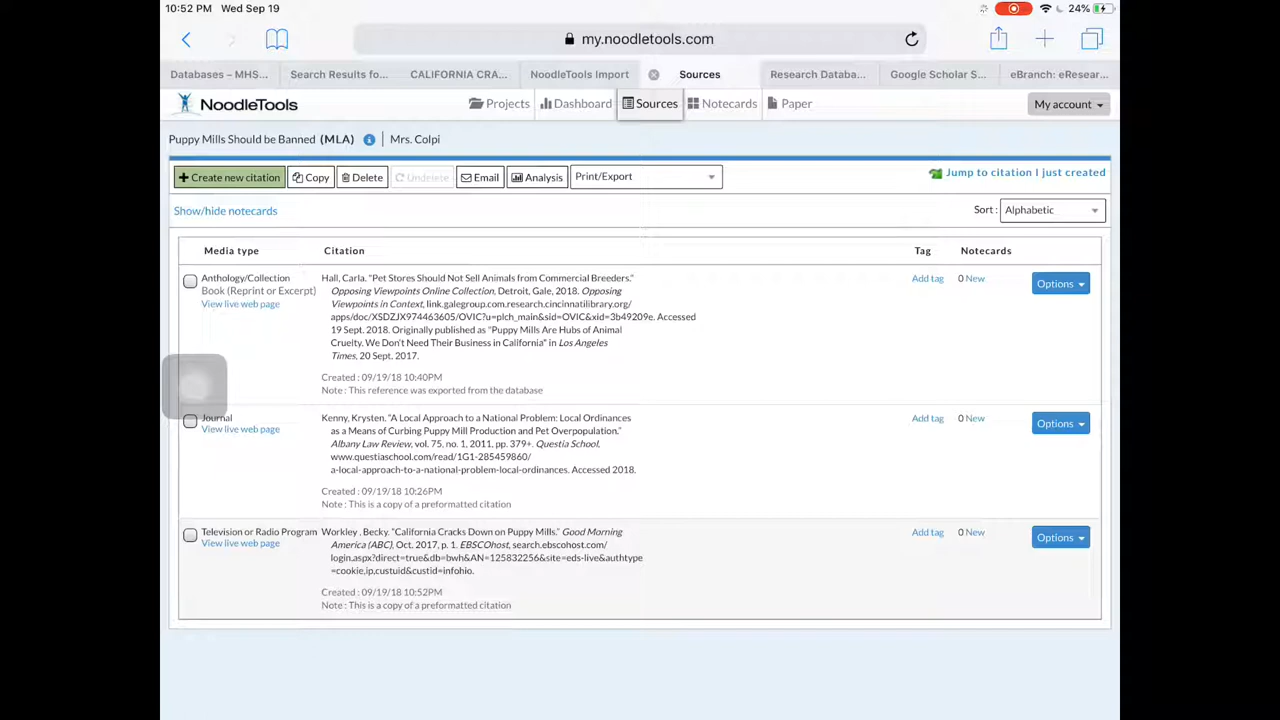 10:52 PM Wed Sep 19
24%
my.noodletools.com
Databases – MHS...
Search Results fo...
CALIFORNIA CRA...
NoodleTools Import
Sources
Research Databa...
Google Scholar S...
eBranch: eResear...
NoodleTools
Projects
Dashboard
Sources
Notecards
Paper
My account
Puppy Mills Should be Banned (MLA)
Mrs. Colpi
Create new citation
Copy
Delete
Undelete
Email
Analysis
Print/Export
Jump to citation I just created
Show/hide notecards
Sort :
Alphabetic
Media type
Citation
Tag
Notecards
Anthology/Collection
Book (Reprint or Excerpt)
View live web page
Hall, Carla. "Pet Stores Should Not Sell Animals from Commercial Breeders."
Opposing Viewpoints Online Collection, Detroit, Gale, 2018. Opposing
Viewpoints in Context, link.galegroup.com.research.cincinnatilibrary.org/
apps/doc/XSDZJX974463605/OVIC?u=plch_main&sid=OVIC&xid=3b49209e. Accessed
19 Sept. 2018. Originally published as "Puppy Mills Are Hubs of Animal
Cruelty. We Don't Need Their Business in California" in Los Angeles
Times, 20 Sept. 2017.
Created : 09/19/18 10:40PM
Note : This reference was exported from the database
Add tag
0 New
Options
Journal
View live web page
Kenny, Krysten. "A Local Approach to a National Problem: Local Ordinances
as a Means of Curbing Puppy Mill Production and Pet Overpopulation."
Albany Law Review, vol. 75, no. 1, 2011, pp. 379+. Questia School,
www.questiaschool.com/read/1G1-285459860/
a-local-approach-to-a-national-problem-local-ordinances. Accessed 2018.
Created : 09/19/18 10:26PM
Note : This is a copy of a preformatted citation
Add tag
0 New
Options
Television or Radio Program
View live web page
Workley , Becky. "California Cracks Down on Puppy Mills." Good Morning
America (ABC), Oct. 2017, p. 1. EBSCOhost, search.ebscohost.com/
login.aspx?direct=true&db=bwh&AN=125832256&site=eds-live&authtype
=cookie,ip,custuid&custid=infohio.
Created : 09/19/18 10:52PM
Note : This is a copy of a preformatted citation
Add tag
0 New
Options